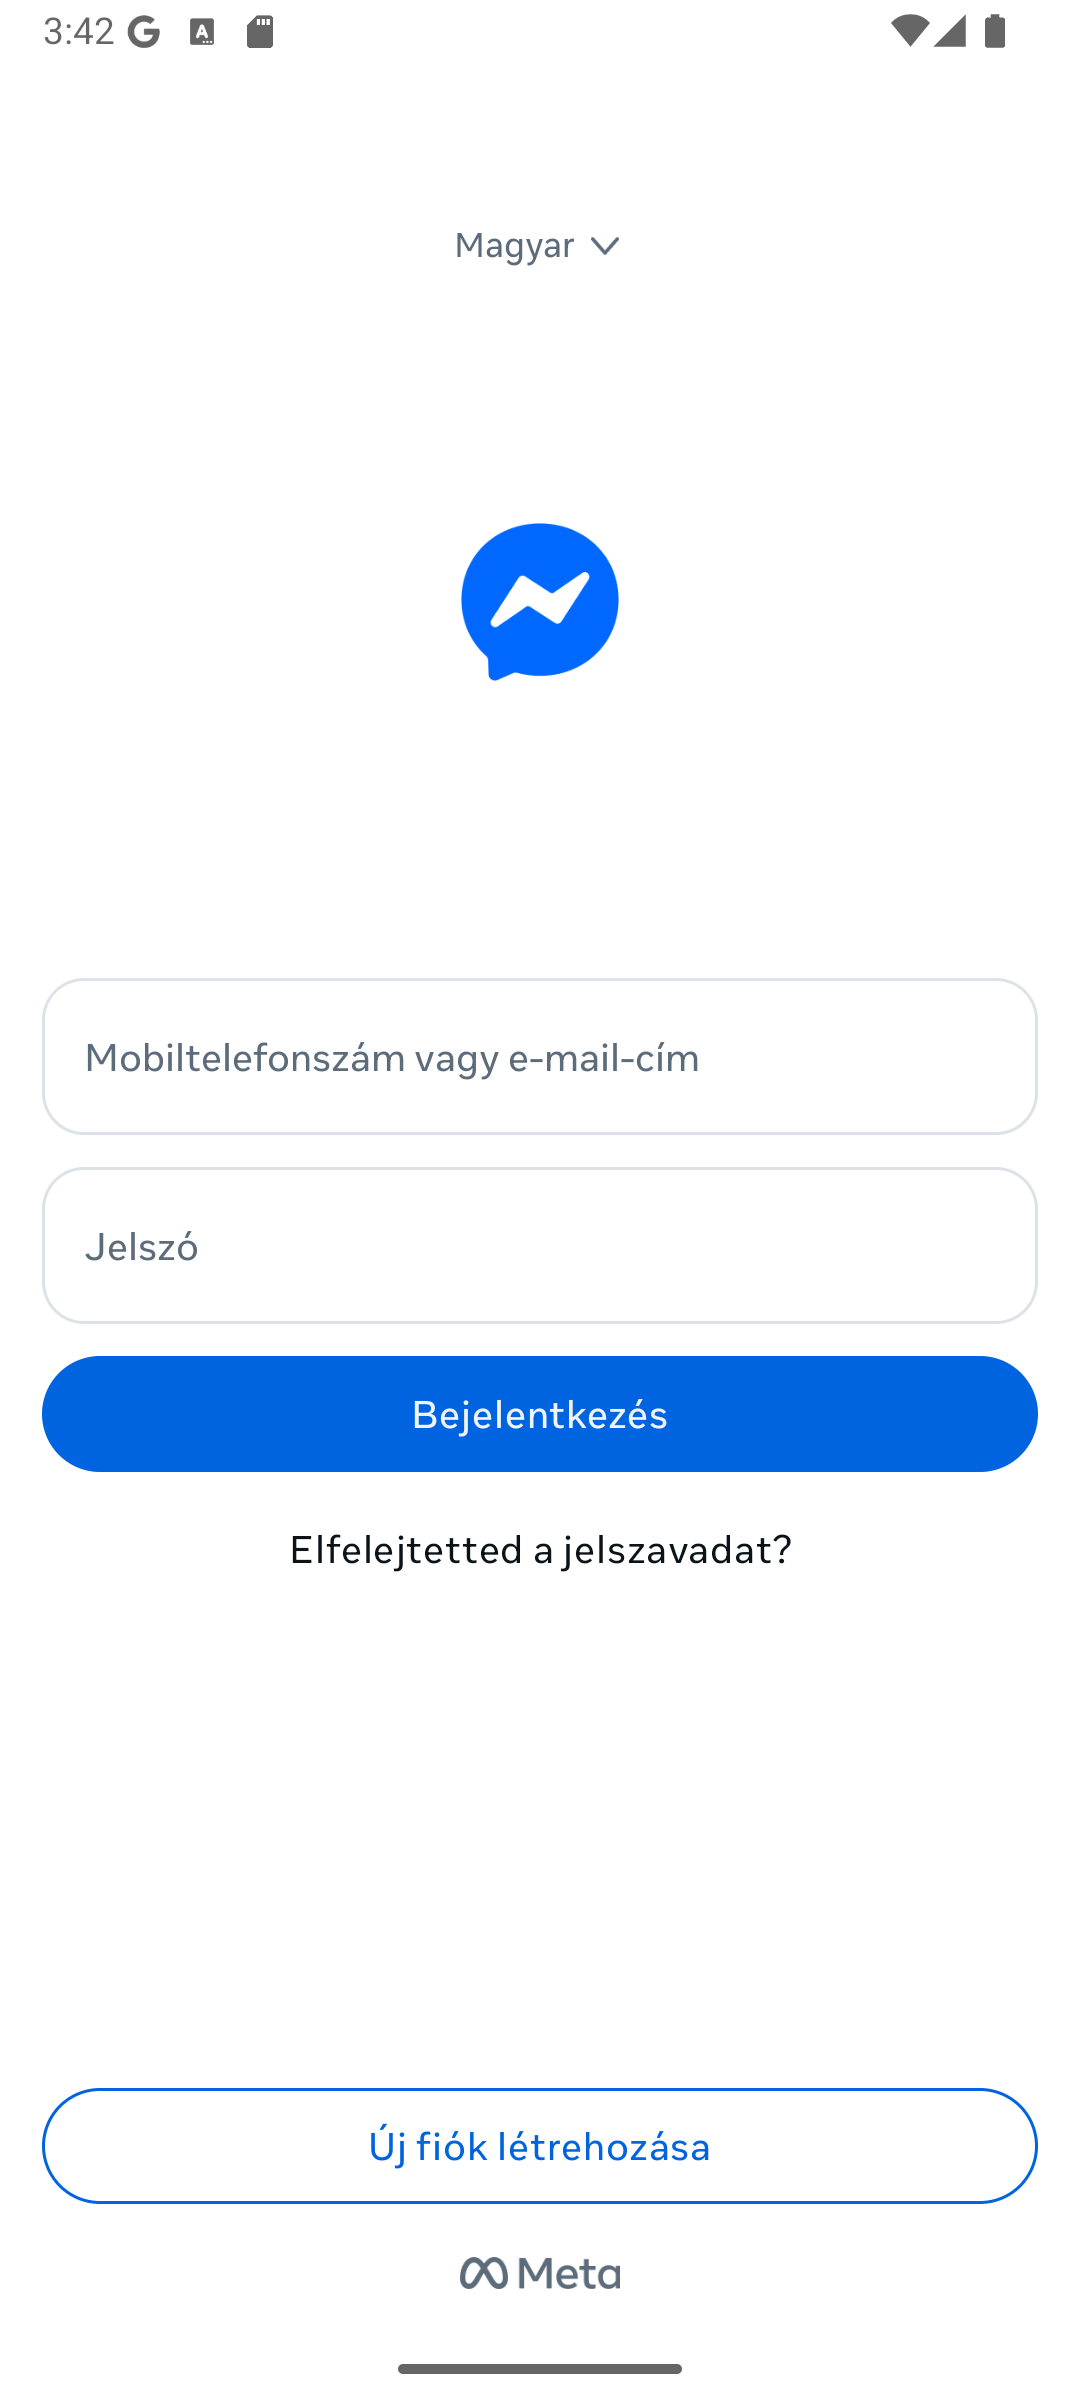 3:42
Magyar
Mobiltelefonszám vagy e-mail-cím
Jelszó
Bejelentkezés
Elfelejtetted a jelszavadat?
Új fiók létrehozása
Meta